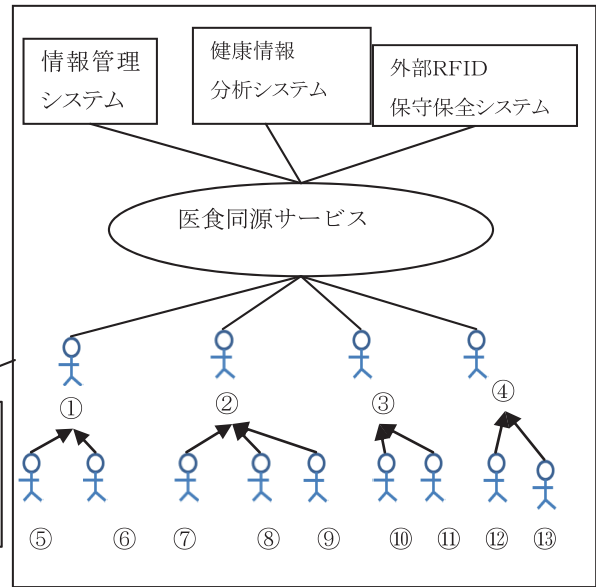 情報管理
システム
健康情報
分析システム
外部RFID
保守保全システム
医食同源サービス
① ② ③ ④
⑤ ⑥ ⑦ ⑧ ⑨ ⑩ ⑪ ⑫ ⑬